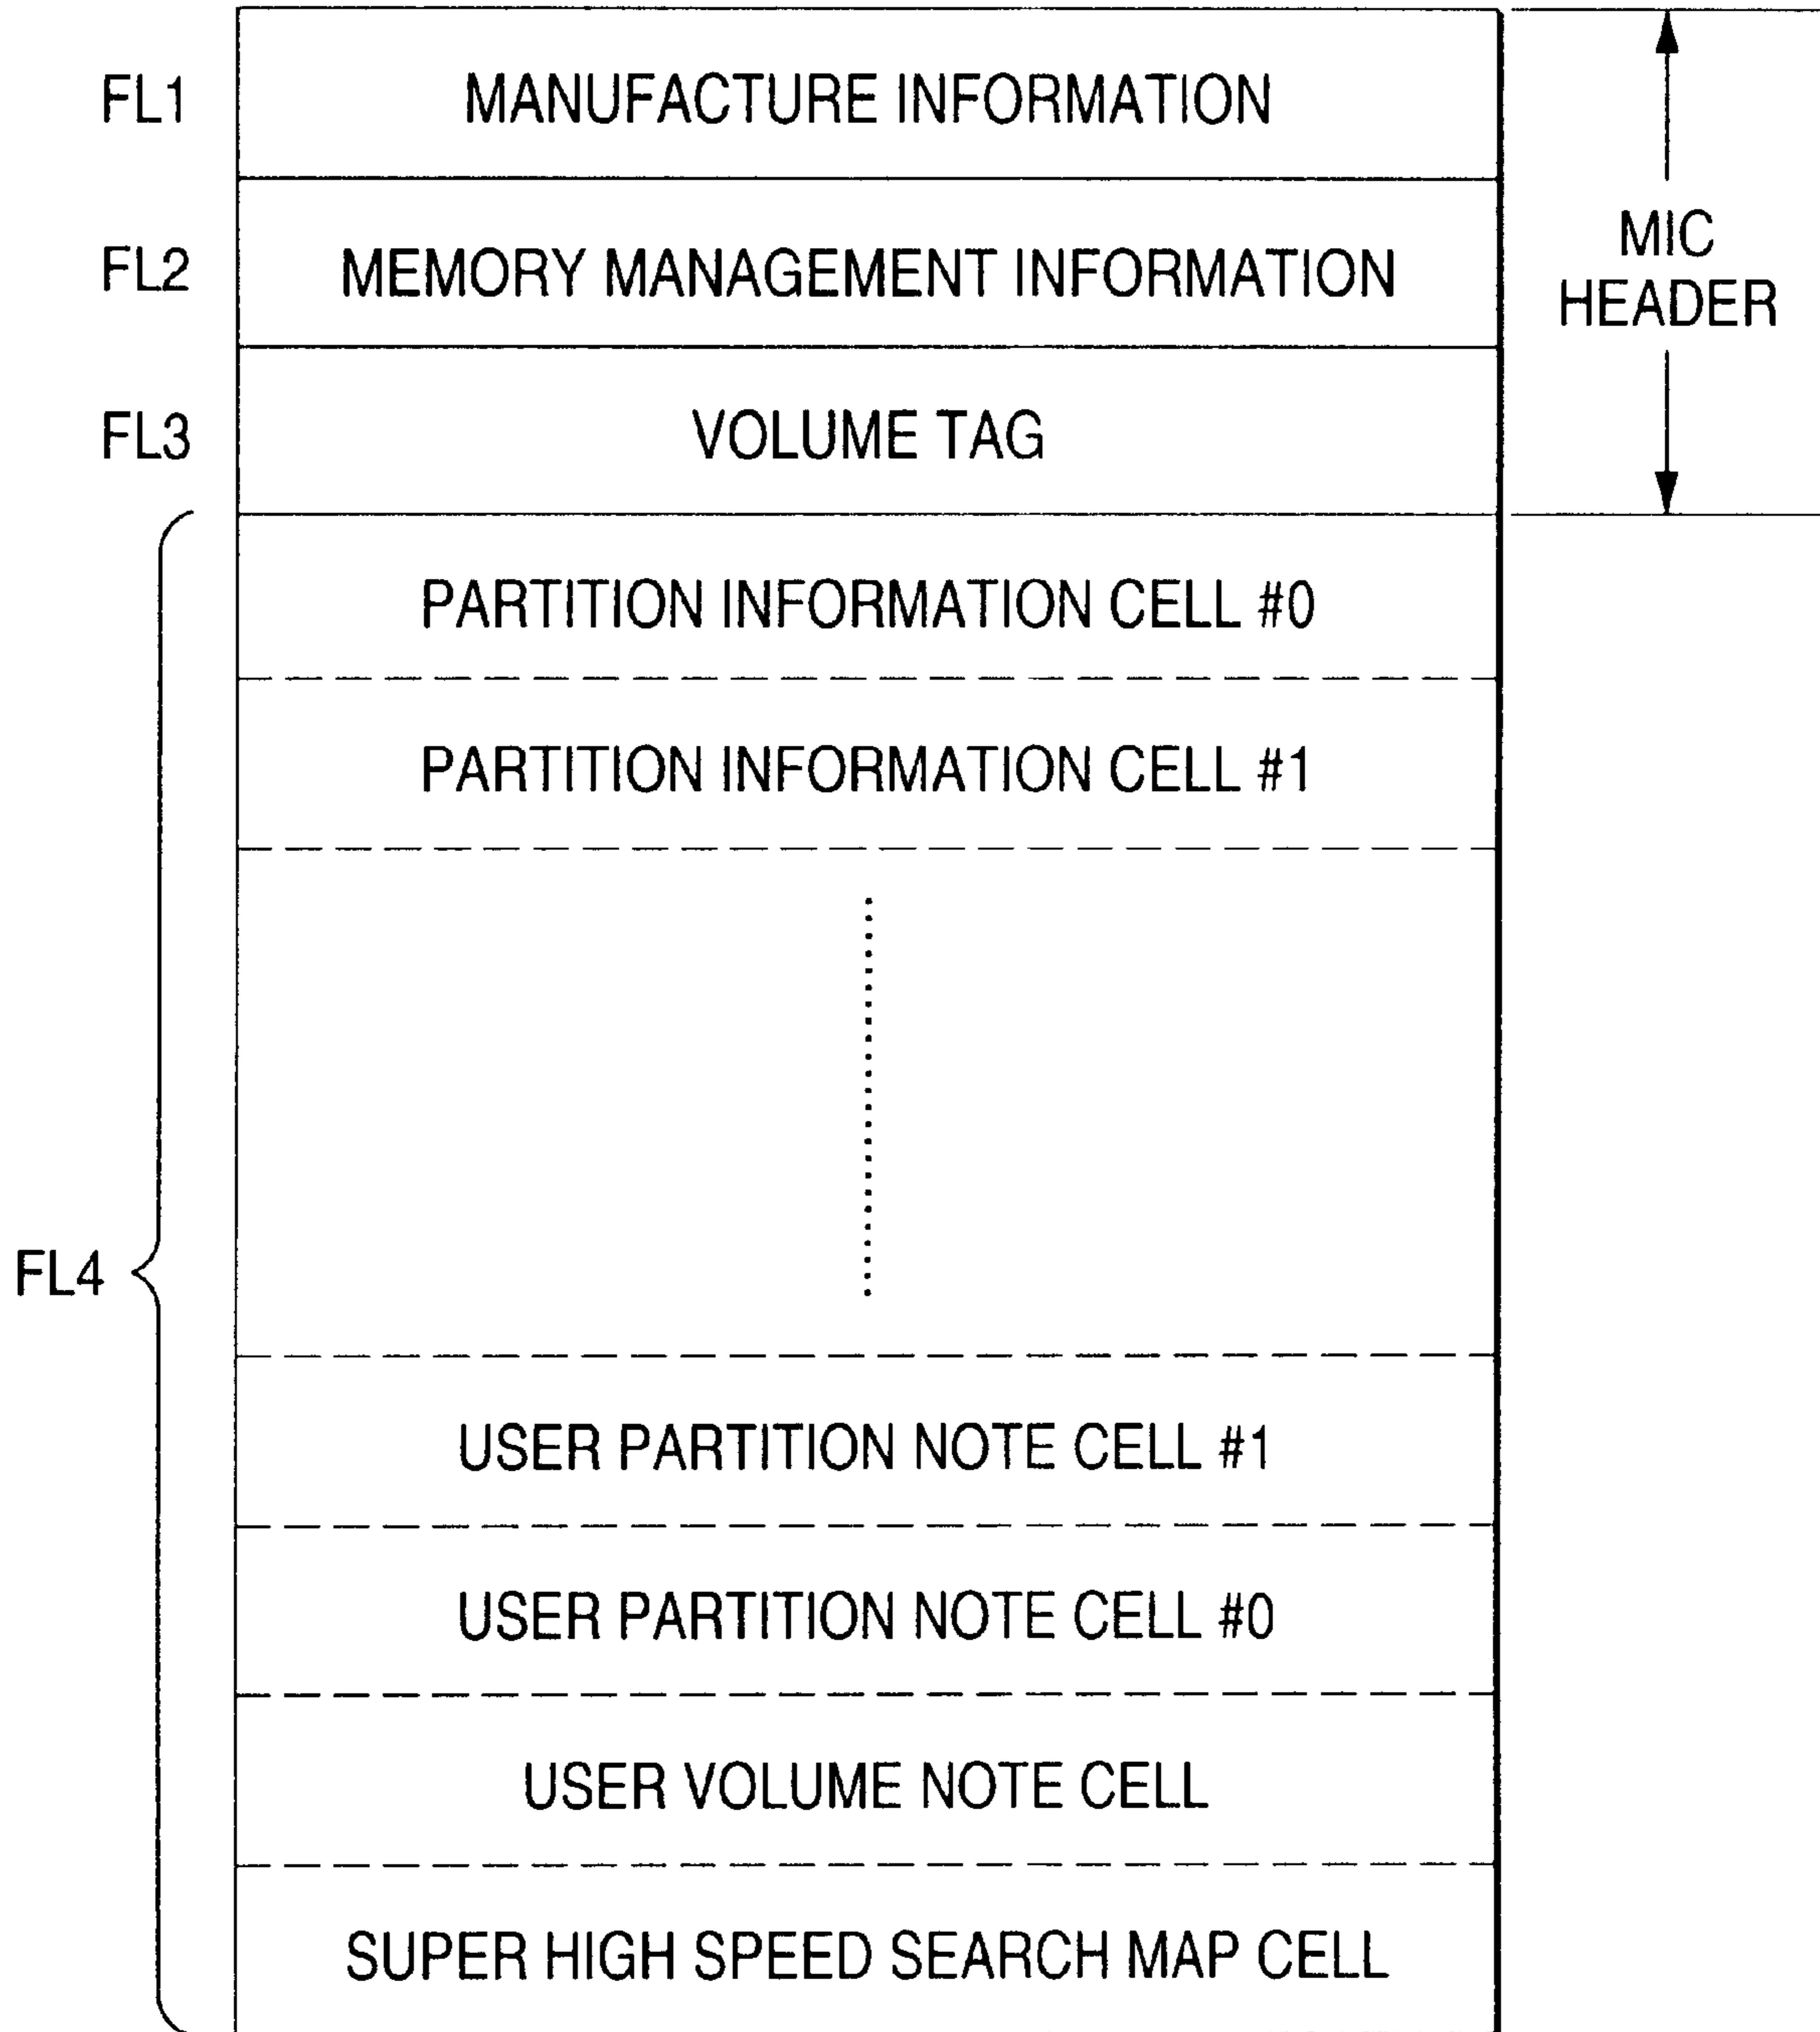 FL1
MANUFACTURE INFORMATION
FL2
MEMORY MANAGEMENT INFORMATION
MIC
HEADER
FL3
VOLUME TAG
PARTITION INFORMATION CELL #0
PARTITION INFORMATION CELL #1
FL4
USER PARTITION NOTE CELL #1
USER PARTITION NOTE CELL #0
USER VOLUME NOTE CELL
SUPER HIGH SPEED SEARCH MAP CELL